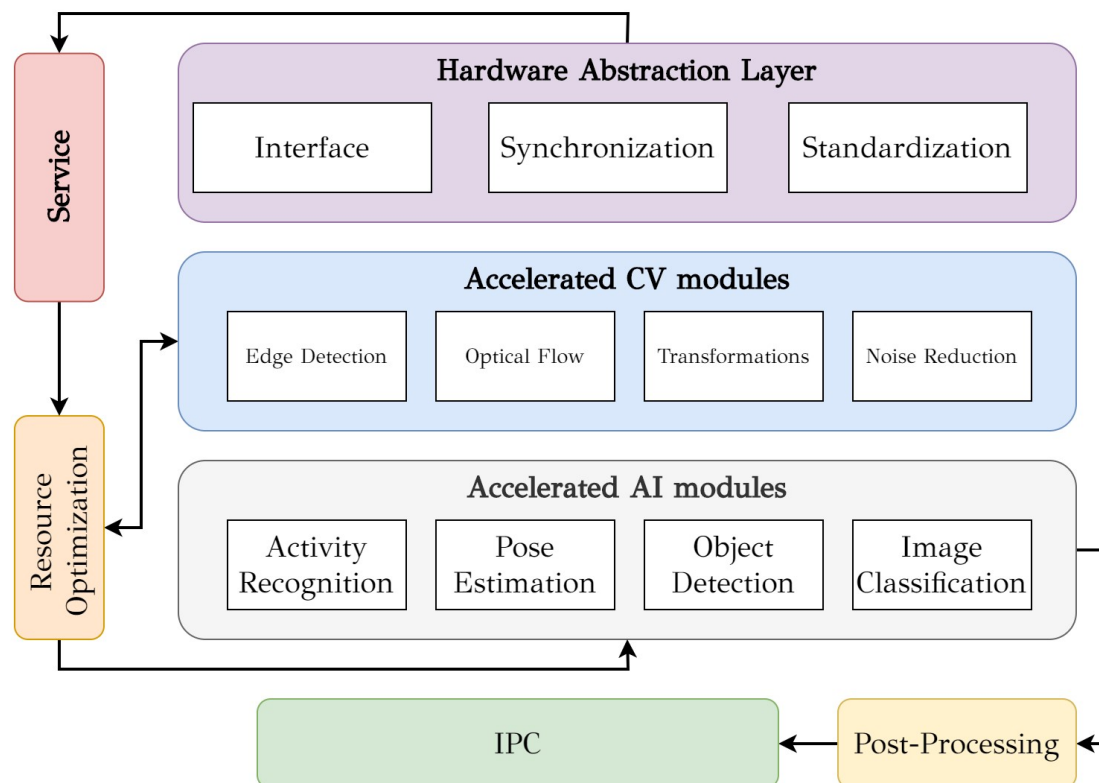 Hardware Abstraction Layer
Interface
Synchronization
Standardization
Service
Accelerated CV modules
Edge Detection
Optical Flow
Transformations
Noise Reduction
Resource
Optimization
Accelerated AI modules
Activity
Recognition
Pose
Estimation
Object
Detection
Image
Classification
IPC
Post-Processing